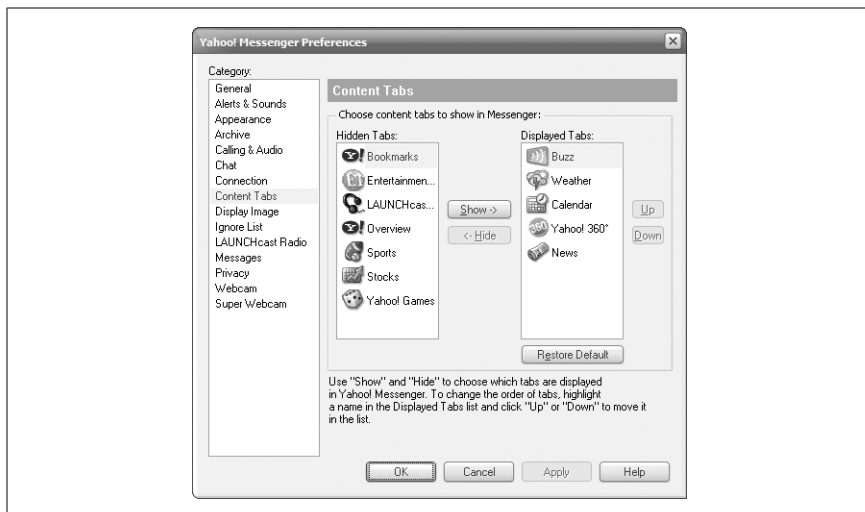 Yahoo! Messenger Preferences
Category:
General
Alerts & Sounds
Appearance
Archive
Calling & Audio
Chat
Connection
Content Tabs
Display Image
Ignore List
LAUNCHcast Radio
Messages
Privacy
Webcam
Super Webcam
Content Tabs
Choose content tabs to show in Messenger:
Hidden Tabs:
Bookmarks
Entertainmen...
LAUNCHcas...
Overview
Sports
Stocks
Yahoo! Games
Show ->
<- Hide
Displayed Tabs:
Buzz
Weather
Calendar
360 Yahoo! 360°
News
Up
Down
Restore Default
Use "Show" and "Hide" to choose which tabs are displayed
in Yahoo! Messenger. To change the order of tabs, highlight
a name in the Displayed Tabs list and click "Up" or "Down" to move it
in the list.
OK
Cancel
Apply
Help